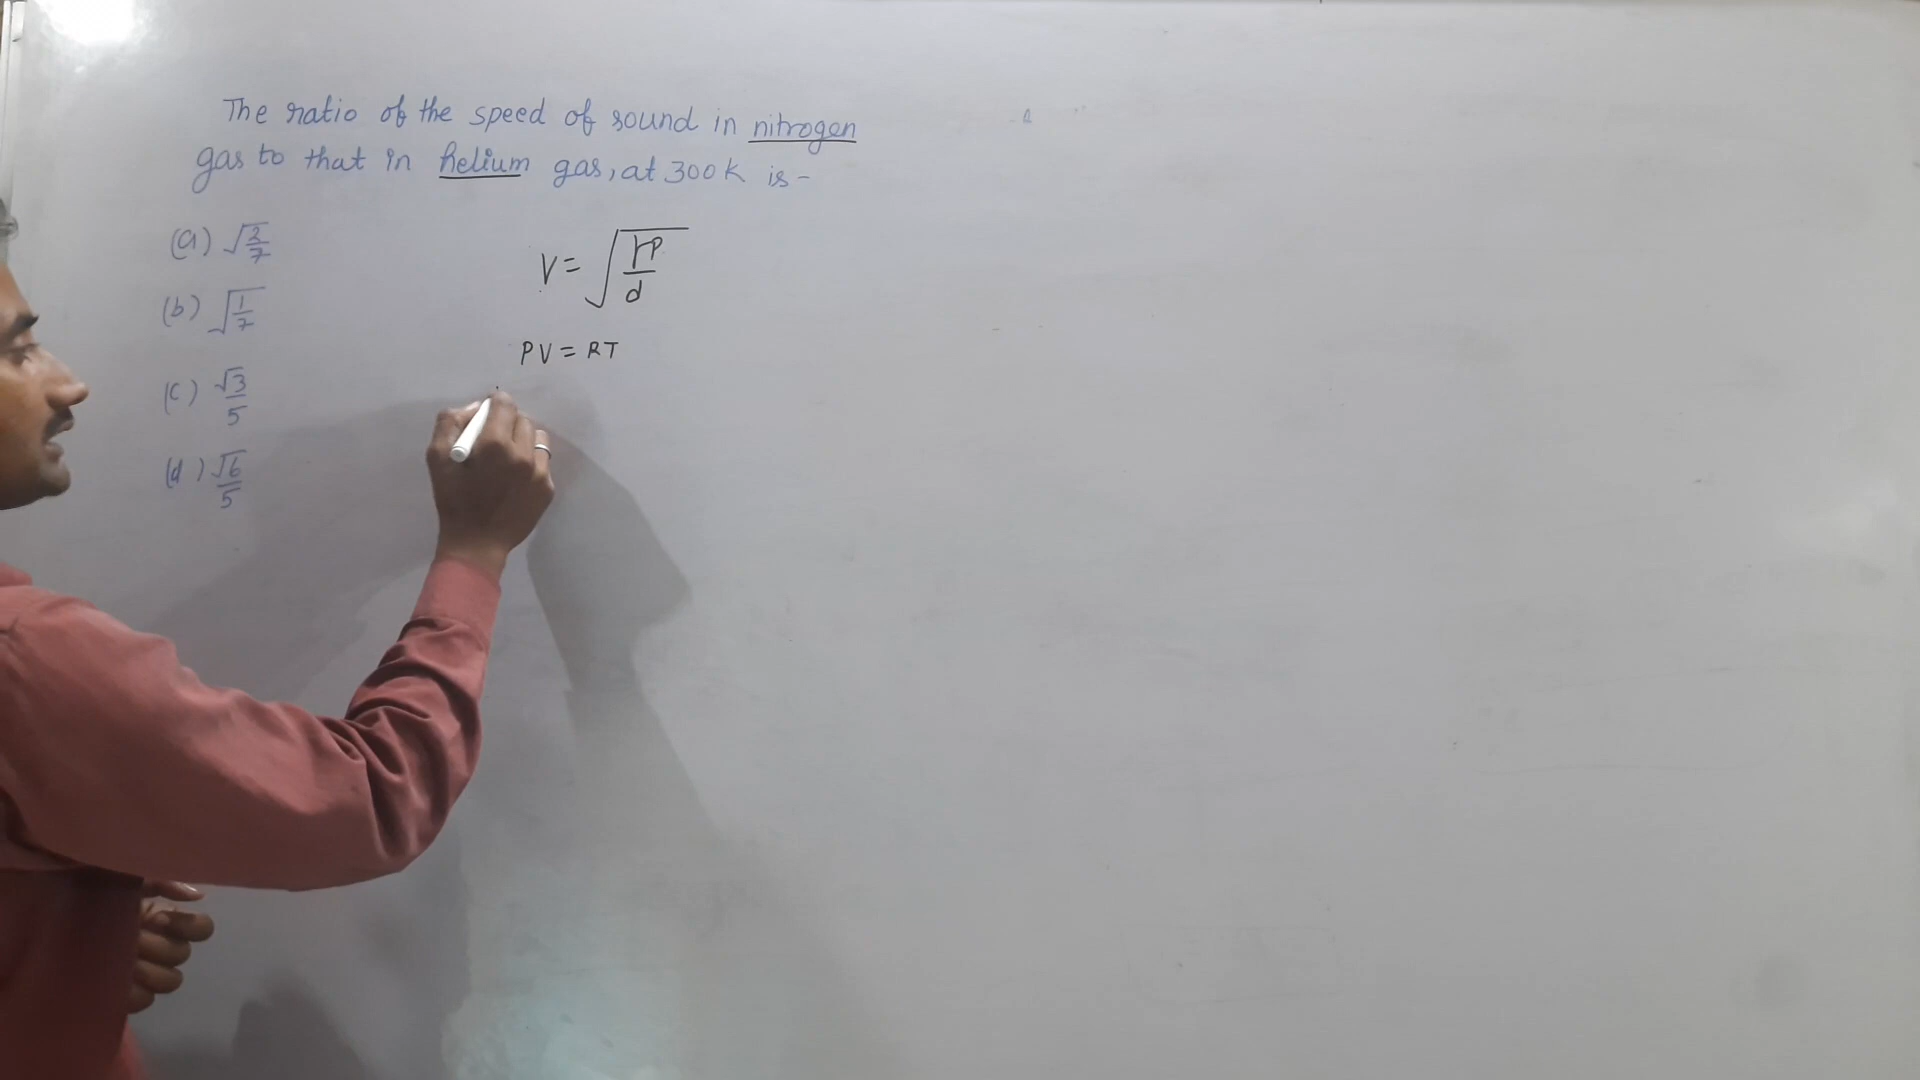 The ratio of the speed of sound in nitrogen
gas to that in helium gas, at 300 K is -
(a) √2/7
(b) √1/7
(c) √3/5
(d) √6/5
V = √γP/d
PV = RT